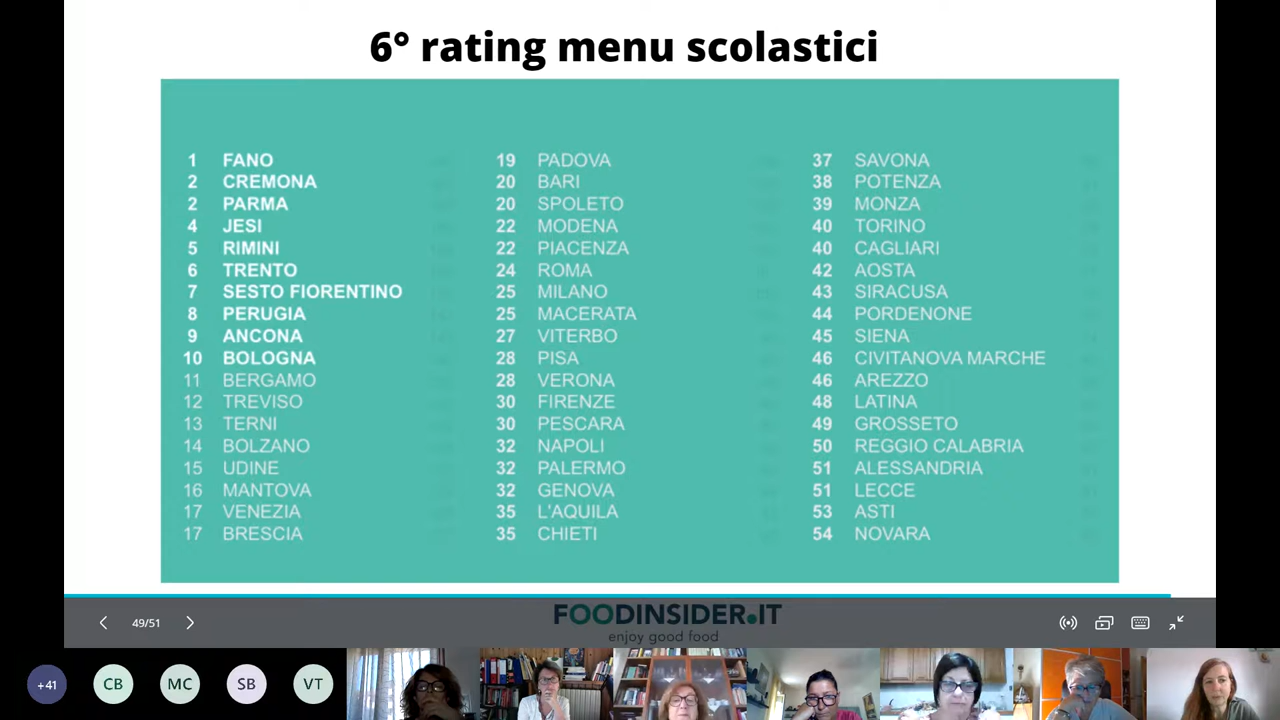 6° rating menu scolastici
1 FANO
2 CREMONA
2 PARMA
4 JESI
5 RIMINI
6 TRENTO
7 SESTO FIORENTINO
8 PERUGIA
9 ANCONA
10 BOLOGNA
11 BERGAMO
12 TREVISO
13 TERNI
14 BOLZANO
15 UDINE
16 MANTOVA
17 VENEZIA
17 BRESCIA
19 PADOVA
20 BARI
20 SPOLETO
22 MODENA
22 PIACENZA
24 ROMA
25 MILANO
25 MACERATA
27 VITERBO
28 PISA
28 VERONA
30 FIRENZE
30 PESCARA
32 NAPOLI
32 PALERMO
32 GENOVA
35 L'AQUILA
35 CHIETI
37 SAVONA
38 POTENZA
39 MONZA
40 TORINO
40 CAGLIARI
42 AOSTA
43 SIRACUSA
44 PORDENONE
45 SIENA
46 CIVITANOVA MARCHE
46 AREZZO
48 LATINA
49 GROSSETO
50 REGGIO CALABRIA
51 ALESSANDRIA
51 LECCE
53 ASTI
54 NOVARA
49/51
FOODINSIDER.IT
enjoy good food
+41 CB MC SB VT